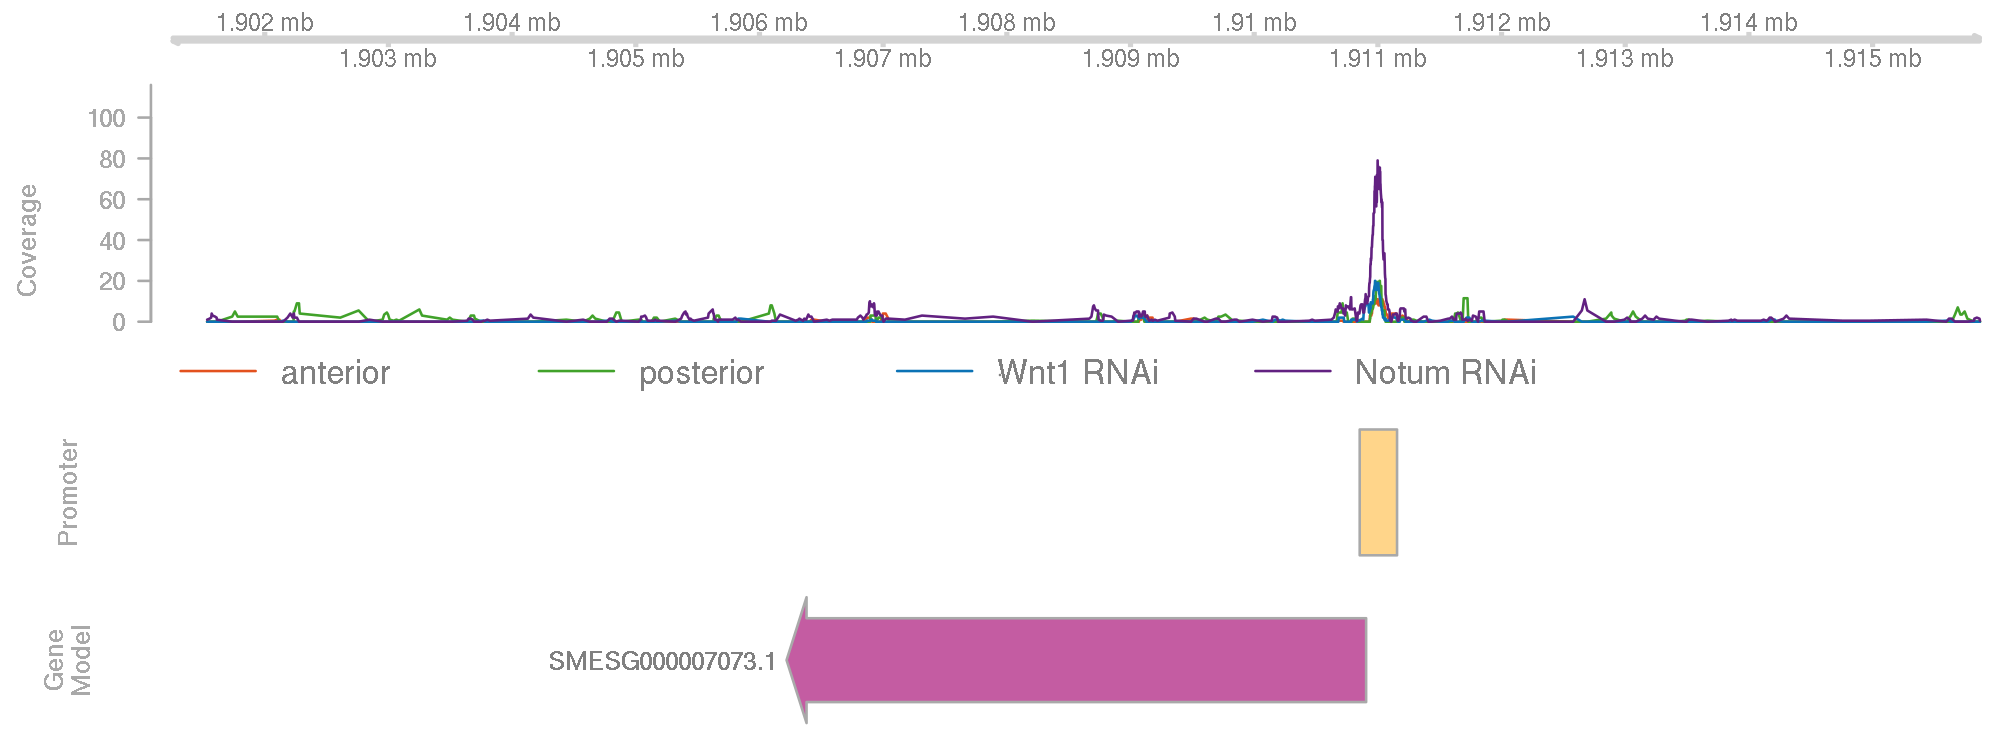 1.902 mb 1.904 mb 1.906 mb 1.908 mb 1.91 mb 1.912 mb 1.914 mb
1.903 mb 1.905 mb 1.907 mb 1.909 mb 1.911 mb 1.913 mb 1.915 mb
Coverage
100
80
60
40
20
0
anterior posterior Wnt1 RNAi Notum RNAi
Promoter
Gene
Model
SMESG000007073.1